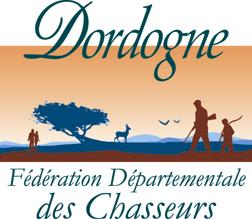 Dordogne
Fédération Départementale
des Chasseurs